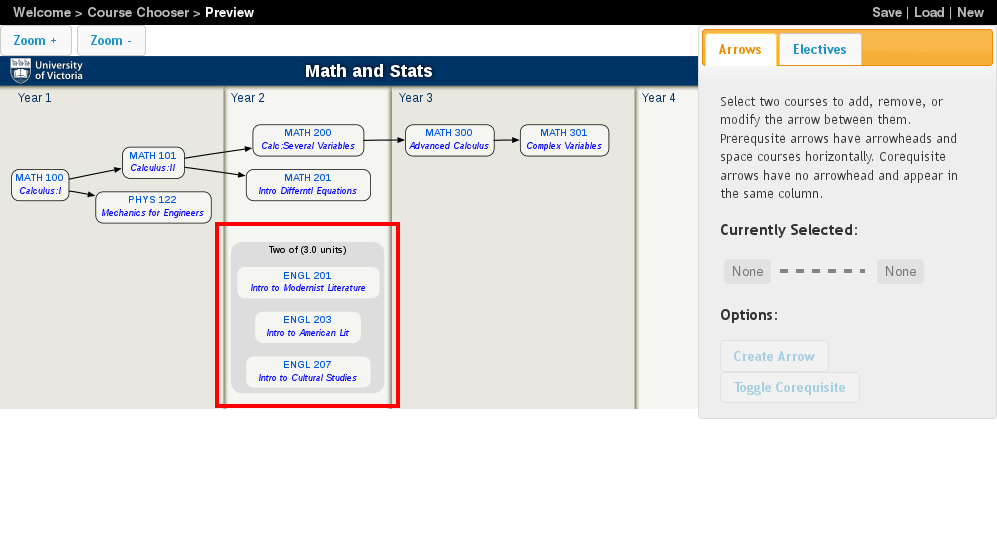 Welcome > Course Chooser > Preview
Save | Load | New
Zoom +
Zoom -
University
of Victoria
Math and Stats
Year 1
Year 2
Year 3
Year 4
MATH 100
Calculus:I
MATH 101
Calculus:II
PHYS 122
Mechanics for Engineers
MATH 200
Calc:Several Variables
MATH 201
Intro Differntl Equations
MATH 300
Advanced Calculus
MATH 301
Complex Variables
Two of (3.0 units)
ENGL 201
Intro to Modernist Literature
ENGL 203
Intro to American Lit
ENGL 207
Intro to Cultural Studies
Arrows
Electives
Select two courses to add, remove, or
modify the arrow between them.
Prerequsite arrows have arrowheads and
space courses horizontally. Corequisite
arrows have no arrowhead and appear in
the same column.
Currently Selected:
None
None
Options:
Create Arrow
Toggle Corequisite